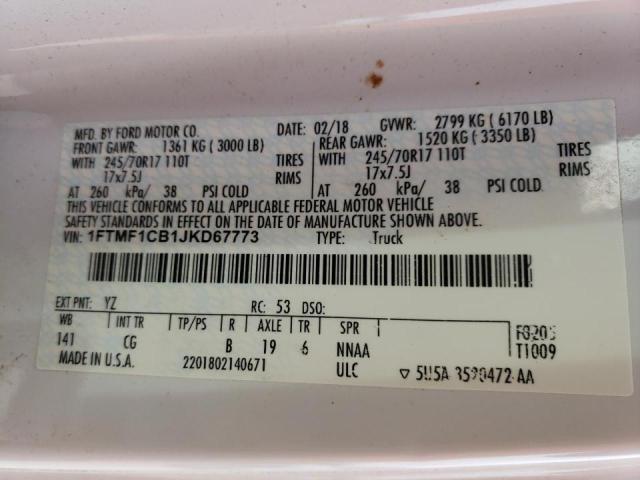 MFD. BY FORD MOTOR CO. DATE: 02/18 GVWR: 2799 KG ( 6170 LB)
FRONT GAWR: 1361 KG ( 3000 LB) REAR GAWR: 1520 KG ( 3350 LB)
WITH 245/70R17 110T TIRES WITH 245/70R17 110T TIRES
17x7.5J RIMS 17x7.5J RIMS
AT 260 kPa/ 38 PSI COLD AT 260 kPa/ 38 PSI COLD
THIS VEHICLE CONFORMS TO ALL APPLICABLE FEDERAL MOTOR VEHICLE
SAFETY STANDARDS IN EFFECT ON THE DATE OF MANUFACTURE SHOWN ABOVE.
VIN: 1FTMF1CB1JKD67773 TYPE: Truck
EXT PNT: YZ RC: 53 DSO:
WB INT TR TP/PS R AXLE TR SPR
141 CG B 19 6 NNAA
T1009
MADE IN U.S.A. 2201802140671 ULC